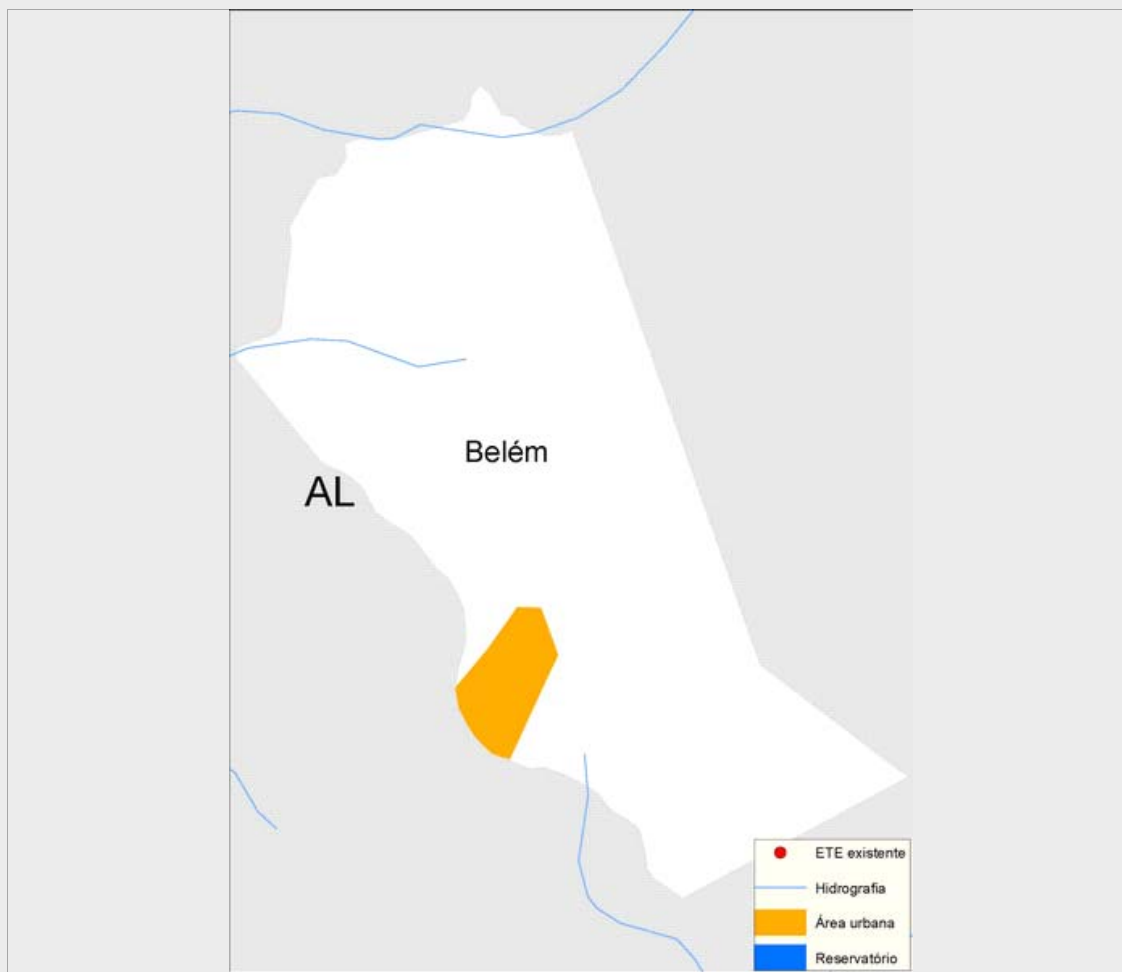 Belém
AL
ETE existente
Hidrografia
Área urbana
Reservatório